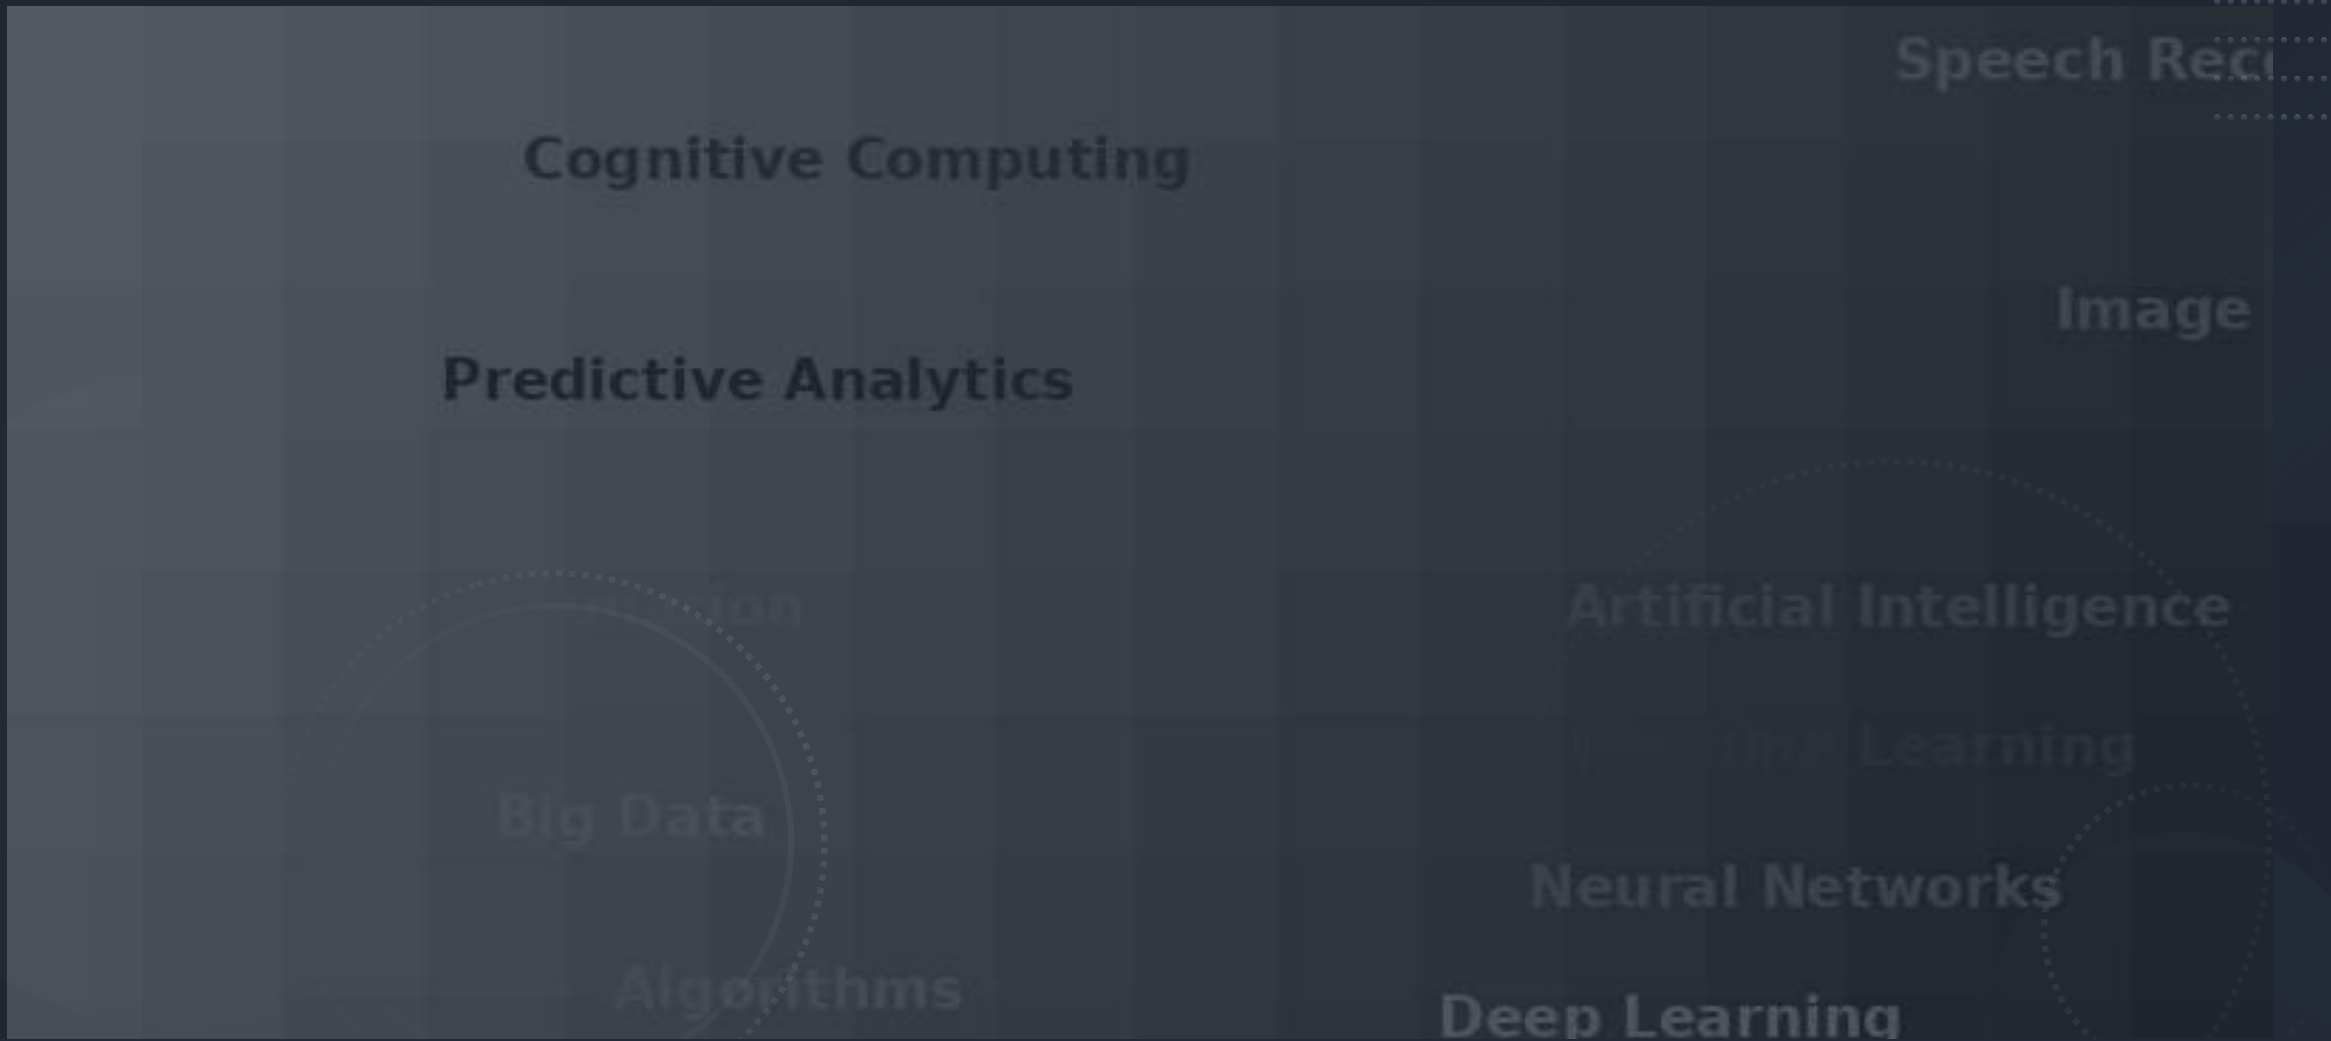 Speech Rec
Cognitive Computing
Image
Predictive Analytics
Artificial Intelligence
Learning
Big Data
Neural Networks
Algorithms
Deep Learning